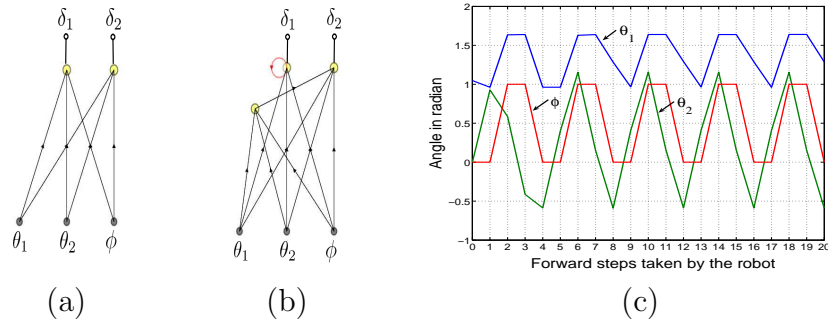 δ₁ δ₂
θ₁ θ₂ ϕ
(a)
δ₁ δ₂
θ₁ θ₂ ϕ
(b)
Angle in radian
2
1.5
1
0.5
0
−0.5
−1
θ₁
ϕ
θ₂
0 1 2 3 4 5 6 7 8 9 10 11 12 13 14 15 16 17 18 19 20
Forward steps taken by the robot
(c)